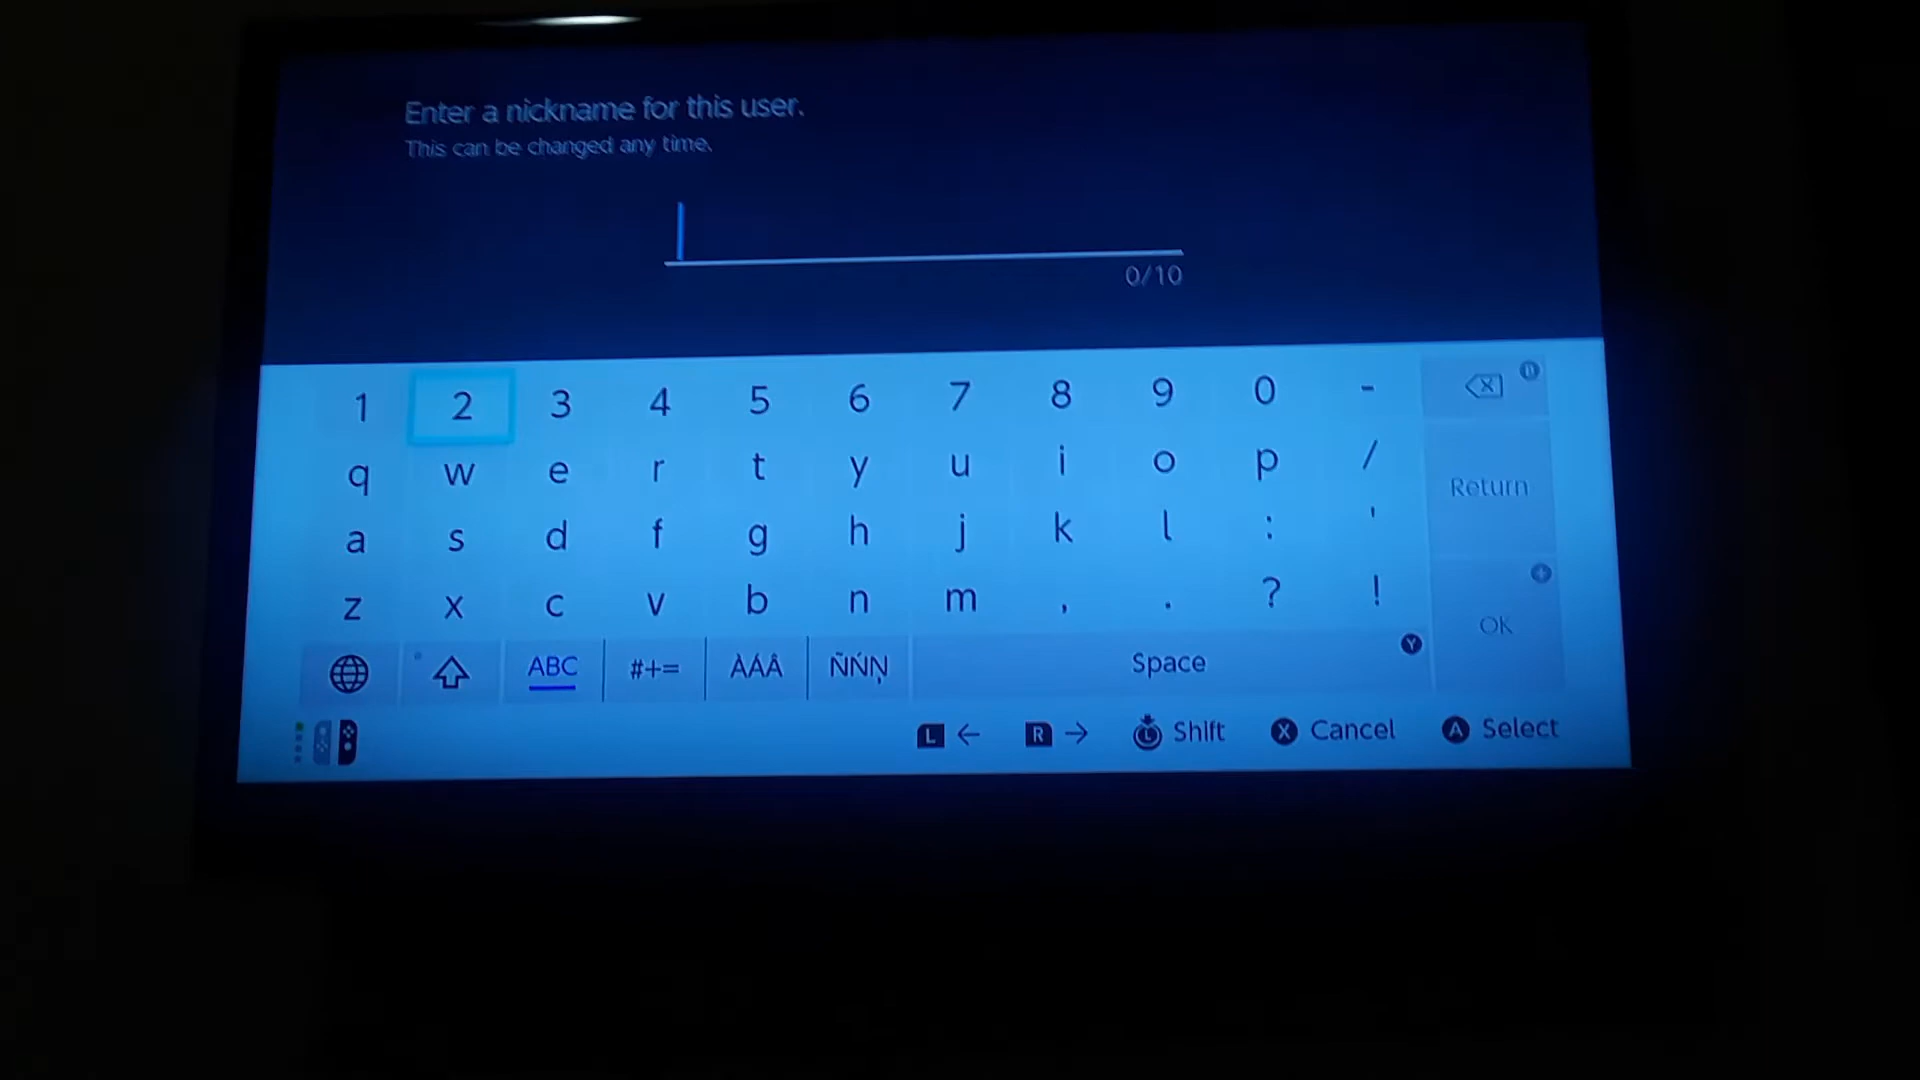 Enter a nickname for this user.
This can be changed any time.
0/10
1 2 3 4 5 6 7 8 9 0 -
q w e r t y u i o p / Return
a s d f g h j k l : '
z x c v b n m , . ? ! OK
ABC #+= ÀÁÂ ÑŃŅ Space Y
L ← R → L Shift X Cancel A Select